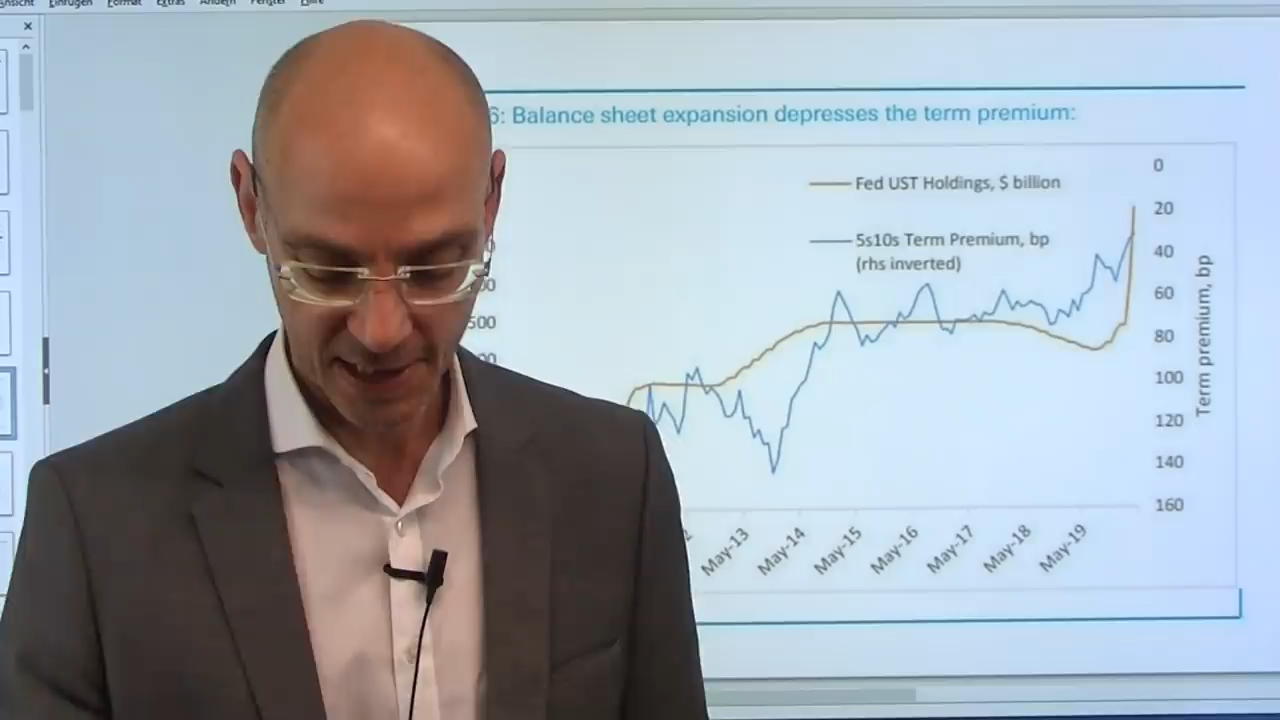 Einfügen Format Extras Ändern Fenster Hilfe
6: Balance sheet expansion depresses the term premium:
Fed UST Holdings, $ billion
5s10s Term Premium, bp
(rhs inverted)
500
0
20
40
60
80
100
120
140
160
Term premium, bp
May-13
May-14
May-15
May-16
May-17
May-18
May-19